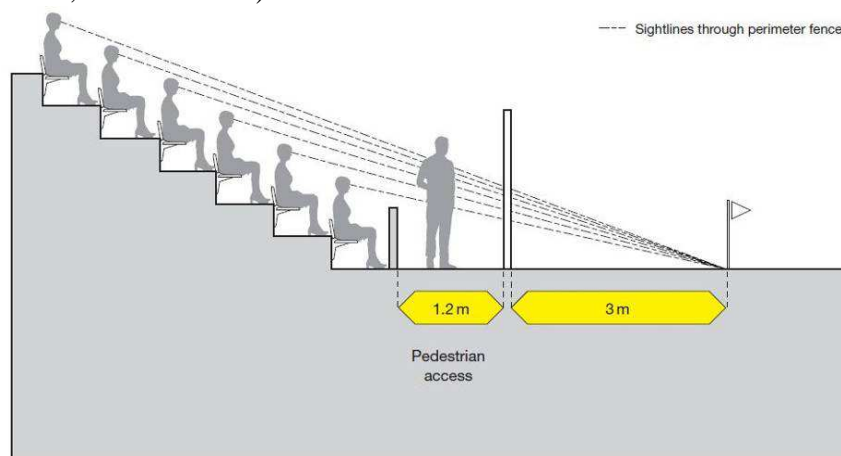 Sightlines through perimeter fence
1.2 m
3 m
Pedestrian
access